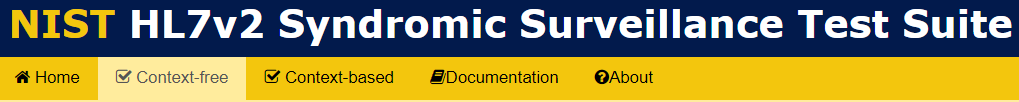 NIST HL7v2 Syndromic Surveillance Test Suite
Home Context-free Context-based Documentation About